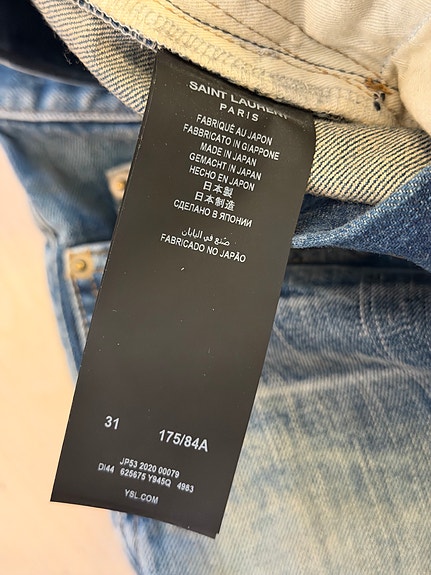 SAINT LAURENT
PARIS
FABRIQUÉ AU JAPON
FABBRICATO IN GIAPPONE
MADE IN JAPAN
GEMACHT IN JAPAN
HECHO EN JAPON
日本製
日本制造
СДЕЛАНО В ЯПОНИИ
صنع في اليابان
FABRICADO NO JAPÃO
31 175/84A
JP53 2020 00079
DI44 625675 Y945Q 4983
YSL.COM